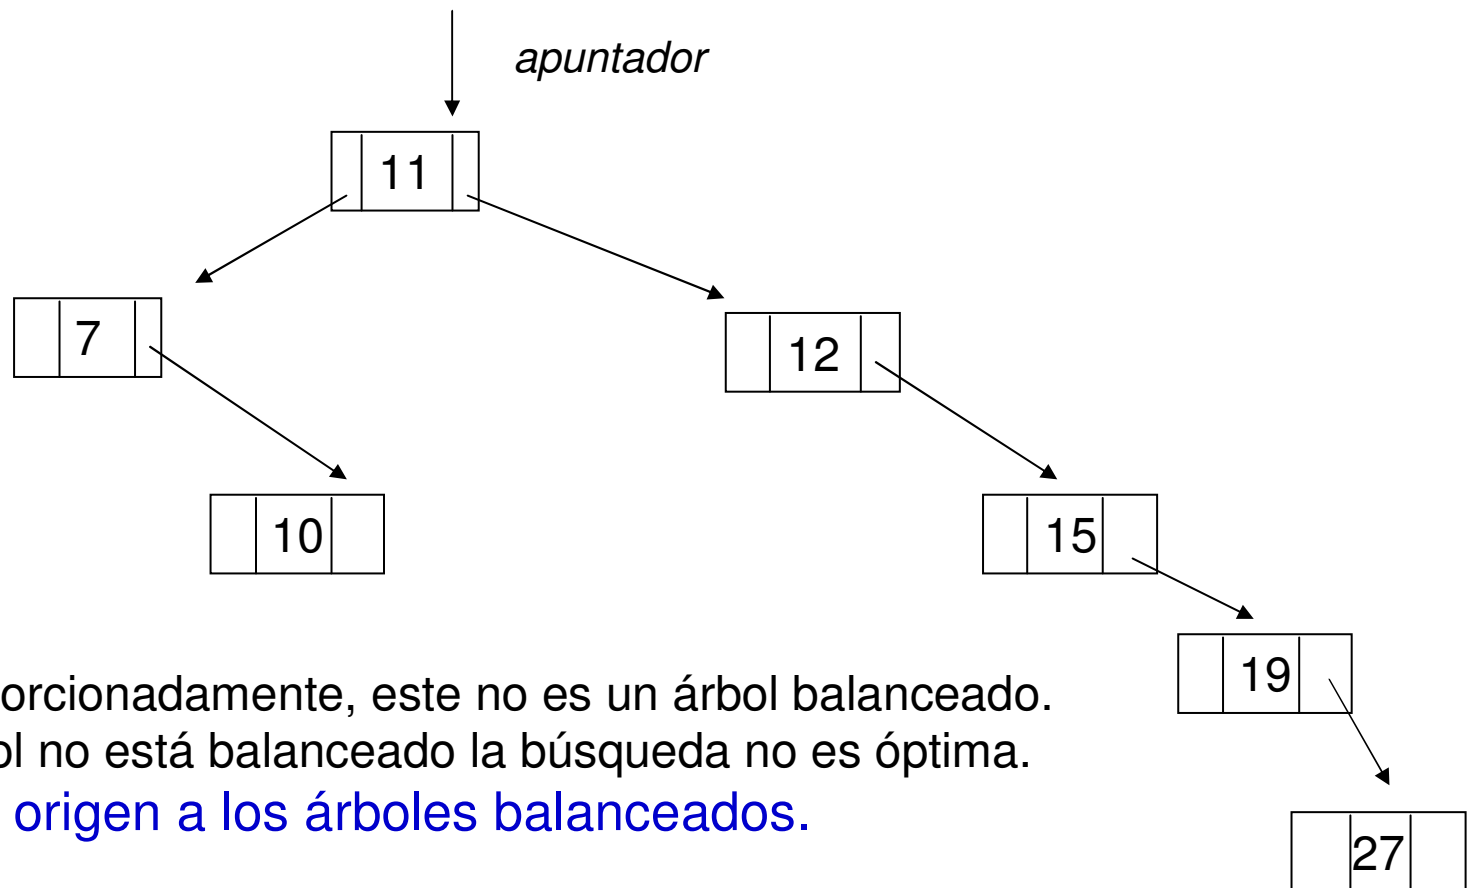 apuntador
11
7
12
10
15
19
este no es un árbol balanceado.
no está balanceado la búsqueda no es óptima.
origen a los árboles balanceados.
27